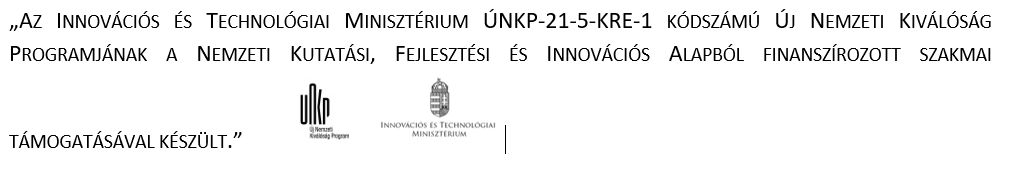 „Az Innovációs és Technológiai Minisztérium ÚNKP-21-5-KRE-1 kódszámú Új Nemzeti Kiválóság
Programjának a Nemzeti Kutatási, Fejlesztési és Innovációs Alapból finanszírozott szakmai
támogatásával készült.”
ÚNKP
Új Nemzeti
Kiválóság Program
Innovációs és Technológiai
Minisztérium